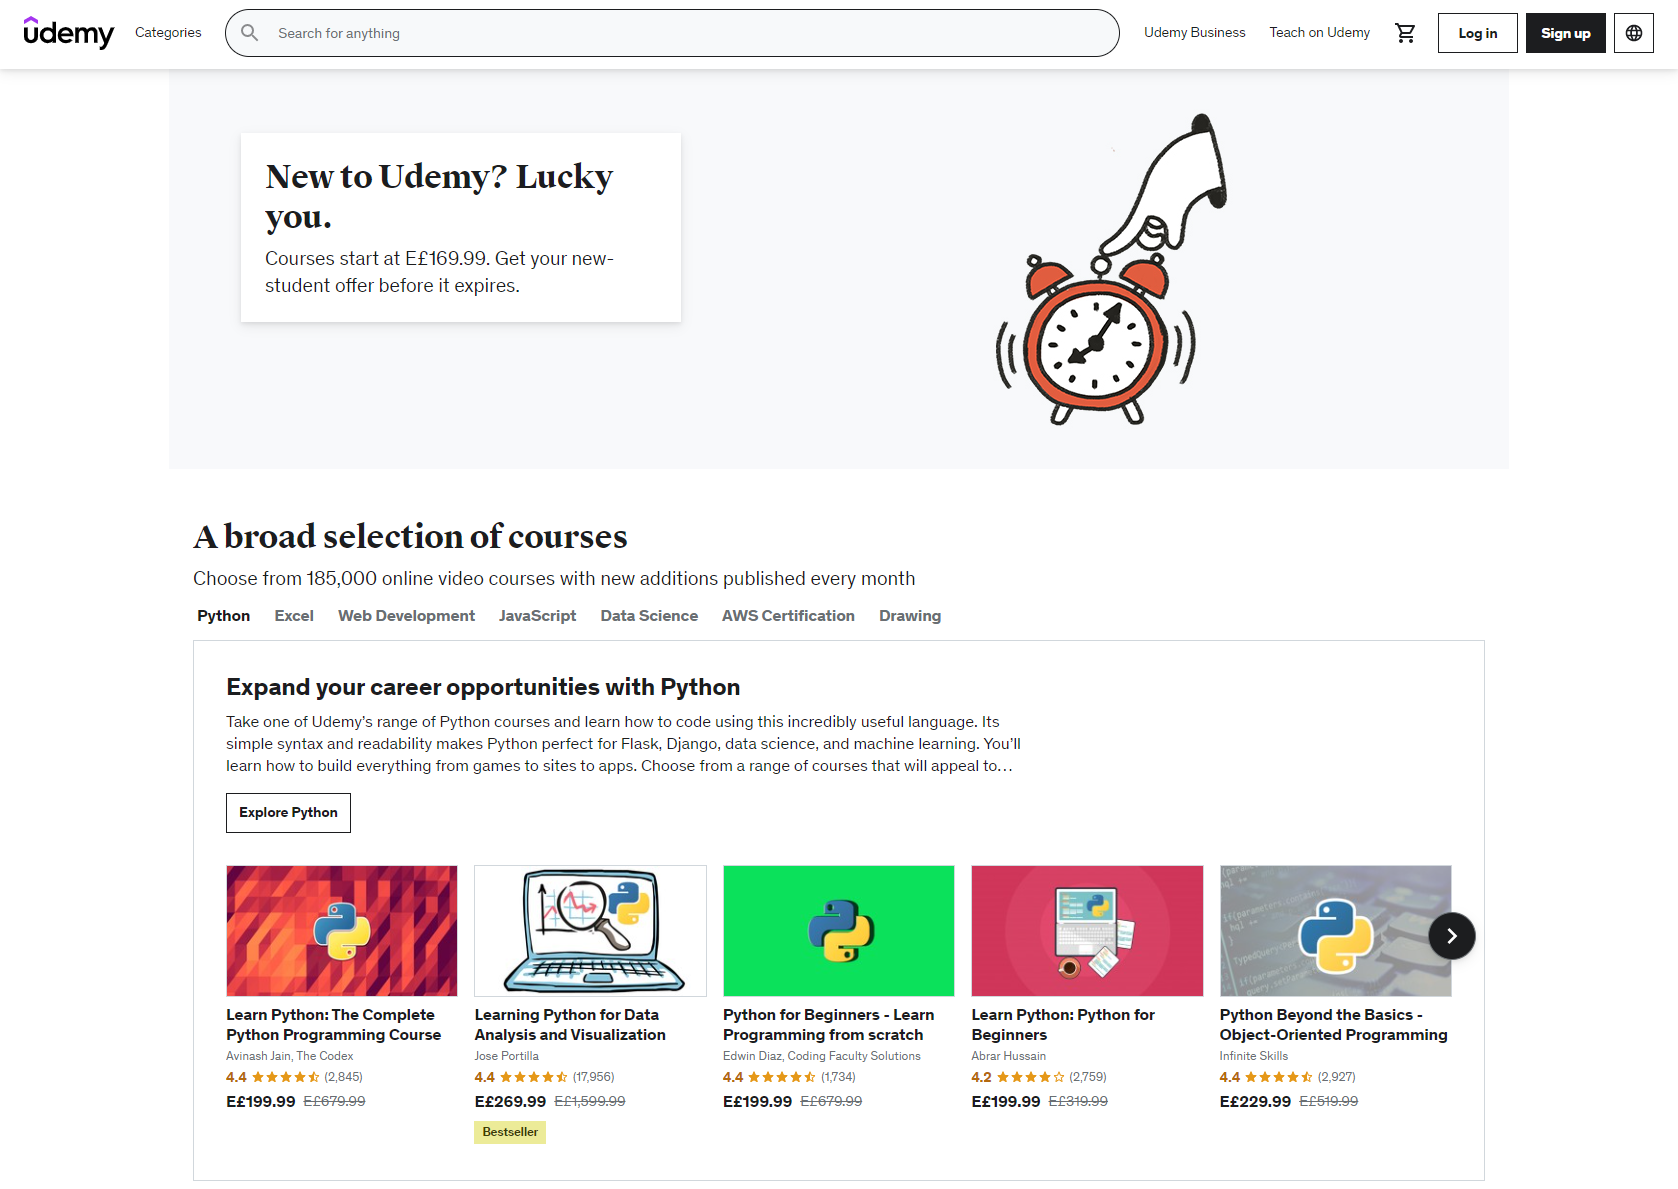 udemy
Categories
Search for anything
Udemy Business
Teach on Udemy
Log in
Sign up
New to Udemy? Lucky
you.
Courses start at E£169.99. Get your new-
student offer before it expires.
A broad selection of courses
Choose from 185,000 online video courses with new additions published every month
Python
Excel
Web Development
JavaScript
Data Science
AWS Certification
Drawing
Expand your career opportunities with Python
Take one of Udemy's range of Python courses and learn how to code using this incredibly useful language. Its
simple syntax and readability makes Python perfect for Flask, Django, data science, and machine learning. You'll
learn how to build everything from games to sites to apps. Choose from a range of courses that will appeal to…
Explore Python
Learn Python: The Complete
Python Programming Course
Avinash Jain, The Codex
4.4 (2,845)
E£199.99 E£679.99
Learning Python for Data
Analysis and Visualization
Jose Portilla
4.4 (17,956)
E£269.99 E£1,599.99
Bestseller
Python for Beginners - Learn
Programming from scratch
Edwin Diaz, Coding Faculty Solutions
4.4 (1,734)
E£199.99 E£679.99
Learn Python: Python for
Beginners
Abrar Hussain
4.2 (2,759)
E£199.99 E£319.99
Python Beyond the Basics -
Object-Oriented Programming
Infinite Skills
4.4 (2,927)
E£229.99 E£519.99